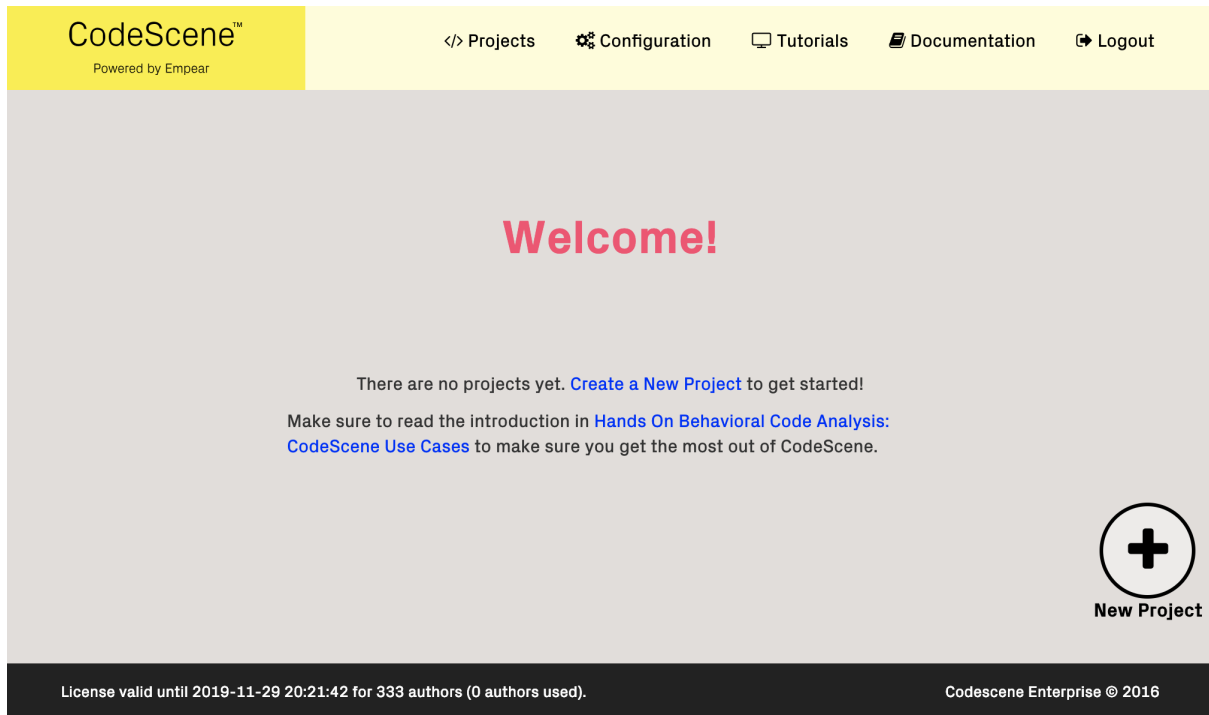 CodeScene™
Powered by Empear
Projects Configuration Tutorials Documentation Logout
Welcome!
There are no projects yet. Create a New Project to get started!
Make sure to read the introduction in Hands On Behavioral Code Analysis:
CodeScene Use Cases to make sure you get the most out of CodeScene.
New Project
License valid until 2019-11-29 20:21:42 for 333 authors (0 authors used).
Codescene Enterprise © 2016